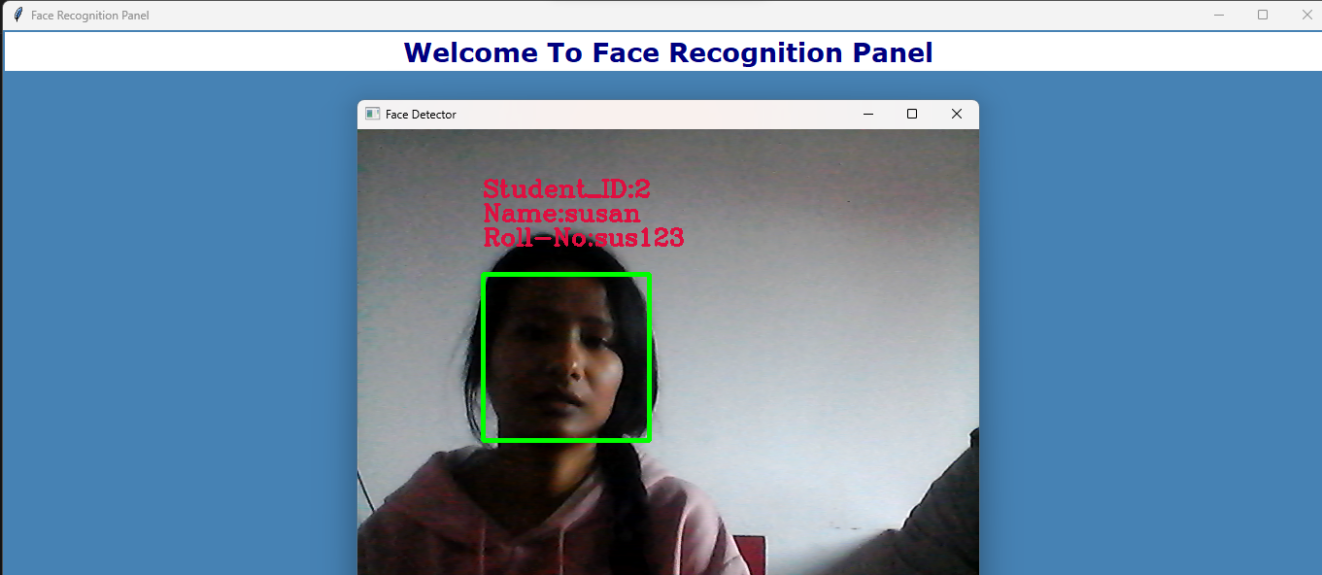 Face Recognition Panel
Welcome To Face Recognition Panel
Face Detector
Student_ID:2
Name:susan
Roll-No:sus123